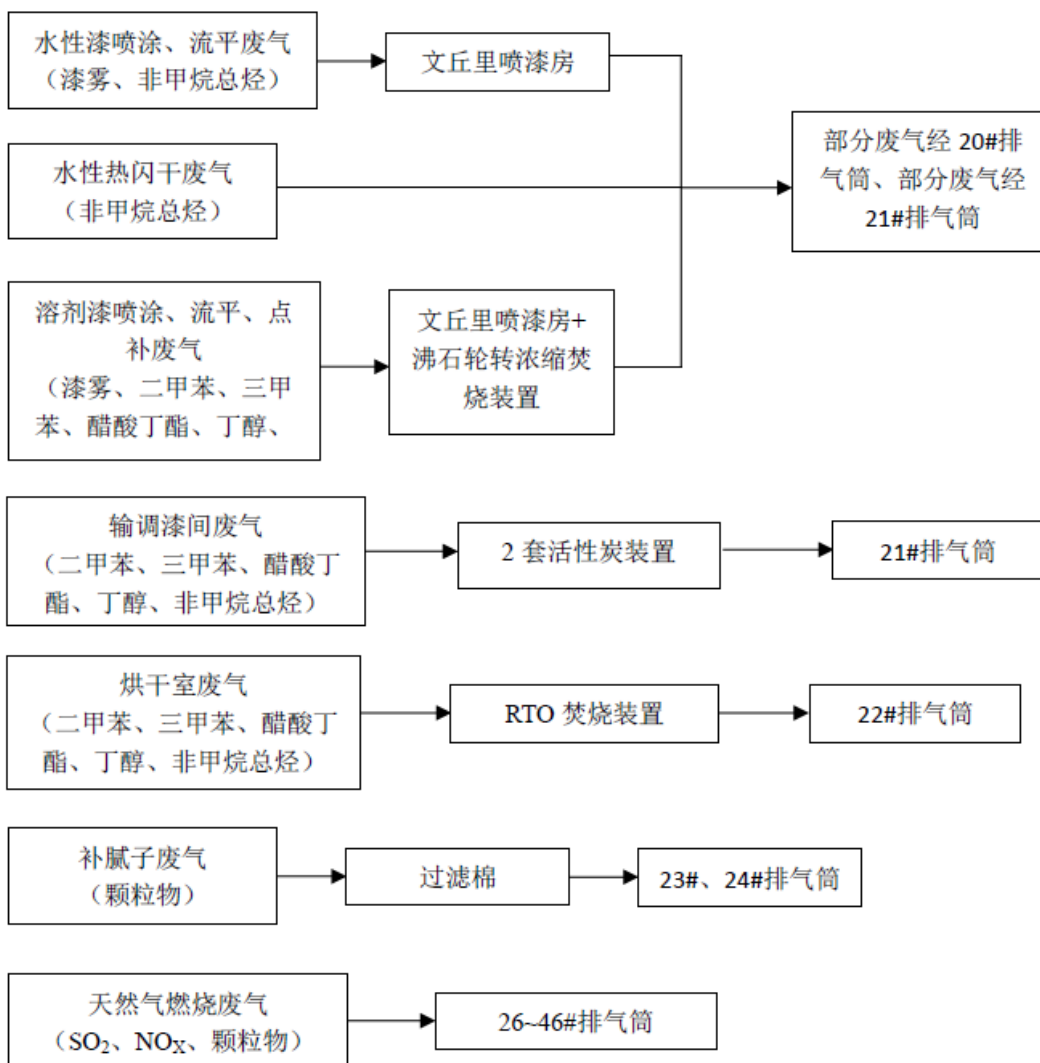 水性漆喷涂、流平废气
（漆雾、非甲烷总烃）
文丘里喷漆房
水性热闪干废气
（非甲烷总烃）
部分废气经 20#排
气筒、部分废气经
21#排气筒
溶剂漆喷涂、流平、点
补废气
（漆雾、二甲苯、三甲
苯、醋酸丁酯、丁醇、
文丘里喷漆房+
沸石轮转浓缩焚
烧装置
输调漆间废气
（二甲苯、三甲苯、醋酸丁
酯、丁醇、非甲烷总烃）
2 套活性炭装置
21#排气筒
烘干室废气
（二甲苯、三甲苯、醋酸丁
酯、丁醇、非甲烷总烃）
RTO 焚烧装置
22#排气筒
补腻子废气
（颗粒物）
过滤棉
23#、24#排气筒
天然气燃烧废气
（SO₂、NOX、颗粒物）
26~46#排气筒